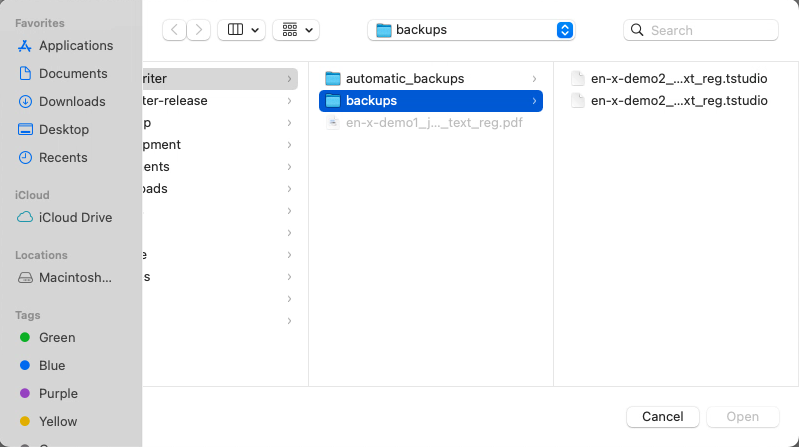 Favorites
Applications
Documents
Downloads
Desktop
Recents
iCloud
iCloud Drive
Locations
Macintosh...
Tags
Green
Blue
Purple
Yellow
backups
Search
riter
ter-release
p
pment
ents
oads
e
s
automatic_backups
backups
en-x-demo1_j..._text_reg.pdf
en-x-demo2_...xt_reg.tstudio
en-x-demo2_...xt_reg.tstudio
Cancel
Open